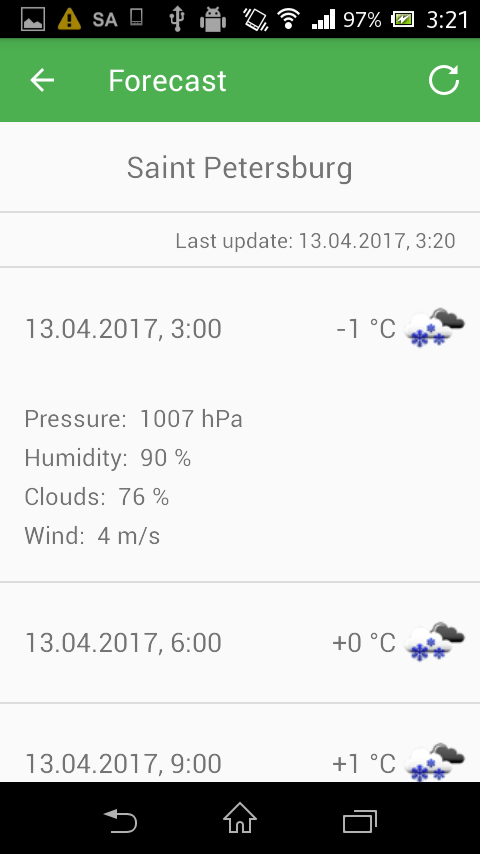 SA 97% 3:21
Forecast
Saint Petersburg
Last update: 13.04.2017, 3:20
13.04.2017, 3:00 -1 °C
Pressure: 1007 hPa
Humidity: 90 %
Clouds: 76 %
Wind: 4 m/s
13.04.2017, 6:00 +0 °C
13.04.2017, 9:00 +1 °C